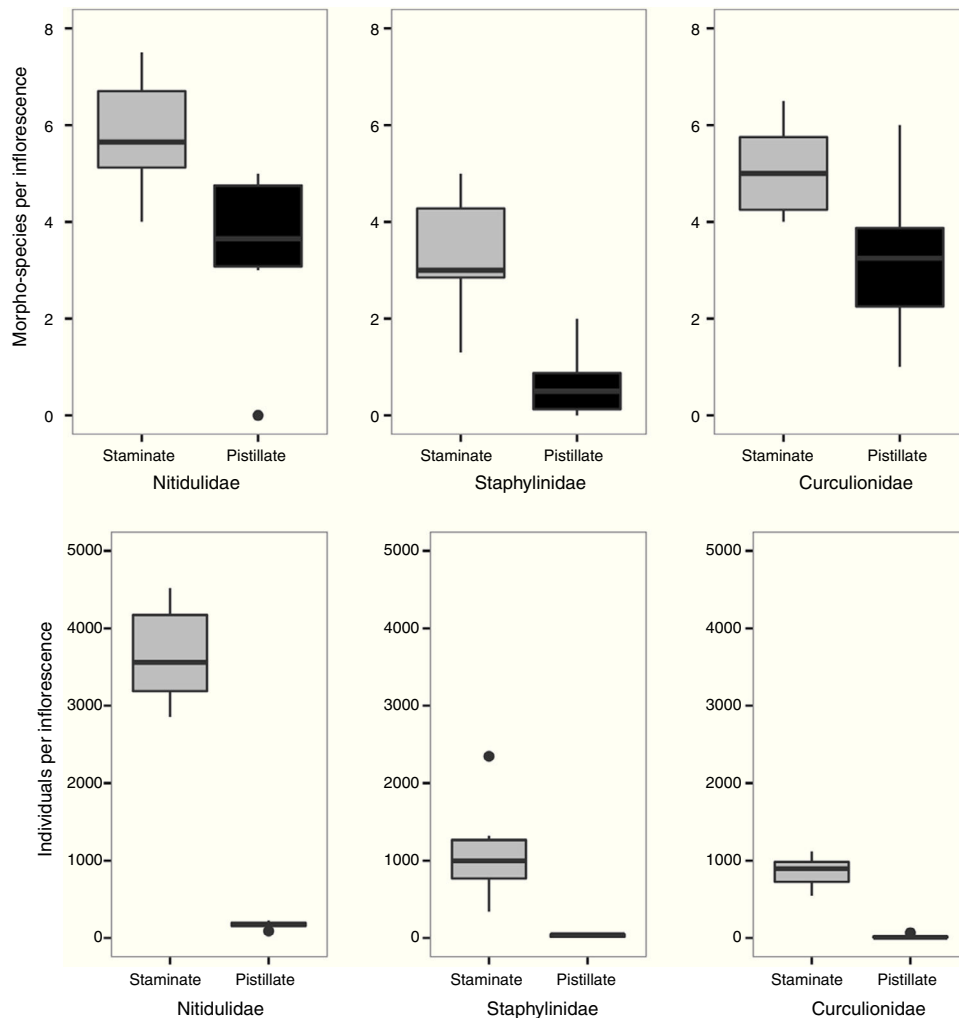 Morpho-species per inflorescence
8
6
4
2
0
Staminate Pistillate
Nitidulidae
8
6
4
2
0
Staminate Pistillate
Staphylinidae
8
6
4
2
0
Staminate Pistillate
Curculionidae
Individuals per inflorescence
5000
4000
3000
2000
1000
0
Staminate Pistillate
Nitidulidae
5000
4000
3000
2000
1000
0
Staminate Pistillate
Staphylinidae
5000
4000
3000
2000
1000
0
Staminate Pistillate
Curculionidae